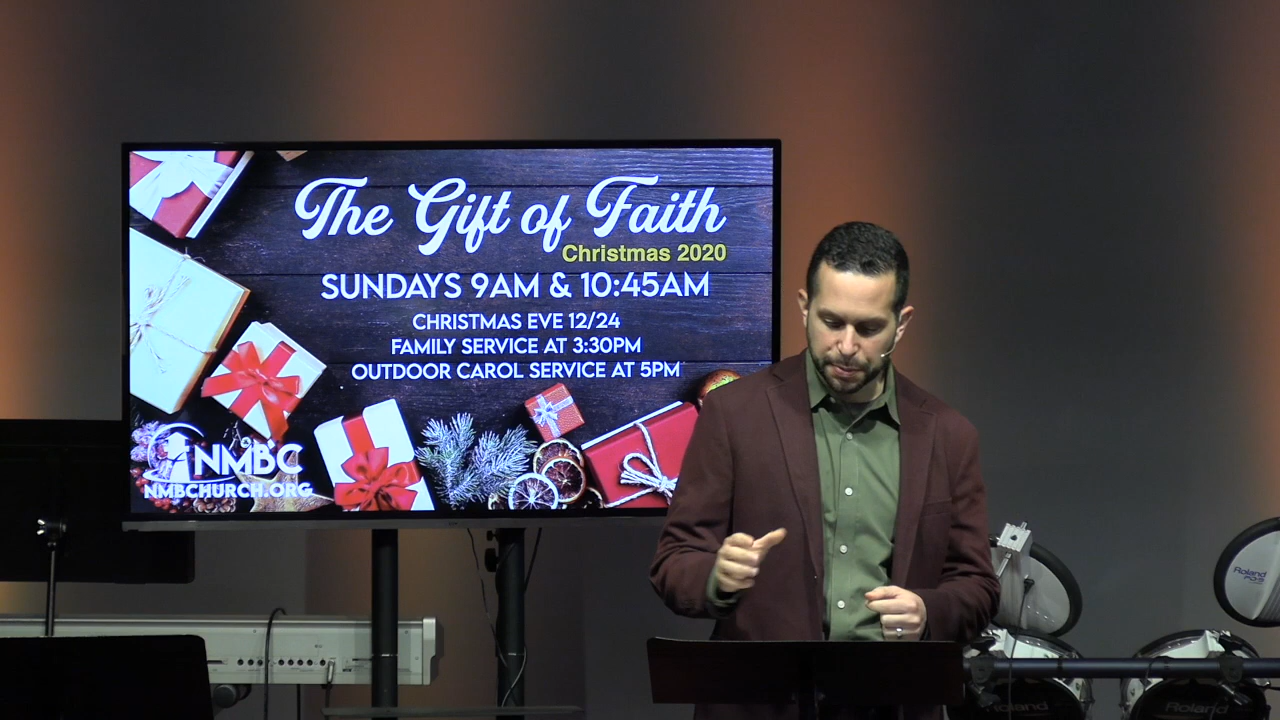 The Gift of Faith
Christmas 2020
SUNDAYS 9AM & 10:45AM
CHRISTMAS EVE 12/24
FAMILY SERVICE AT 3:30PM
OUTDOOR CAROL SERVICE AT 5PM
NMBC
NMBCHURCH.ORG
Roland
Roland
Roland